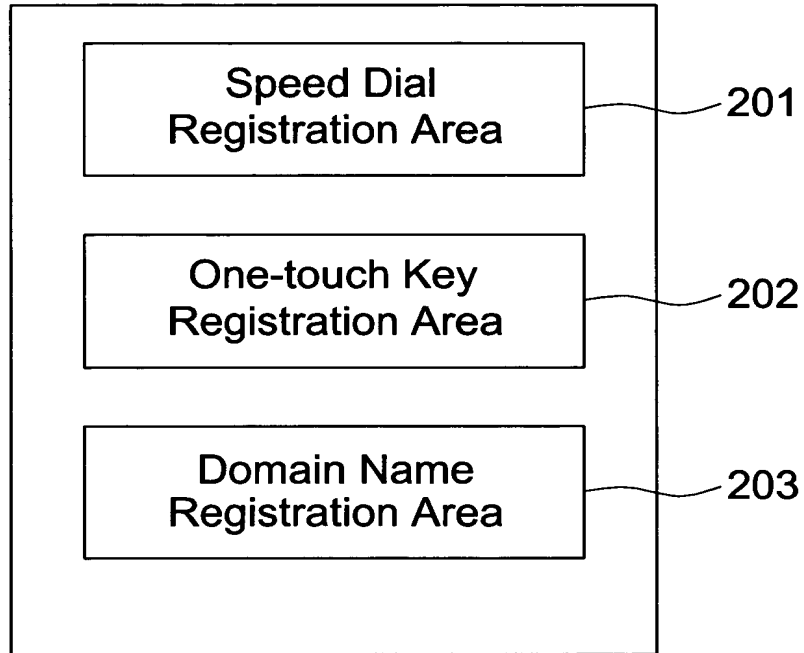 Speed Dial
Registration Area
201
One-touch Key
Registration Area
202
Domain Name
Registration Area
203